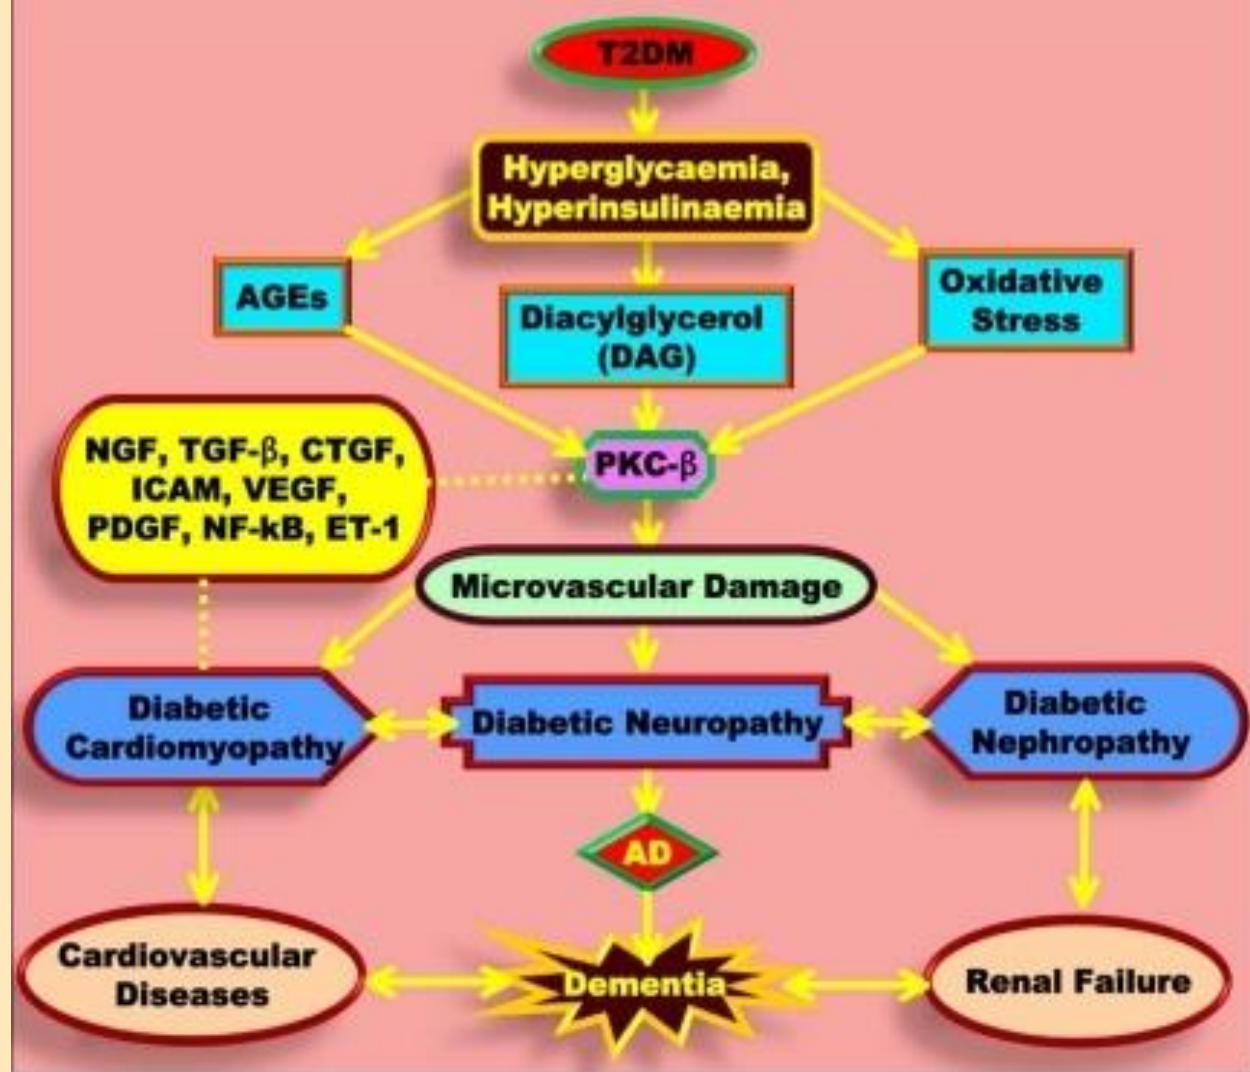 T2DM
Hyperglycaemia,
Hyperinsulinaemia
AGEs
Diacylglycerol
(DAG)
Oxidative
Stress
NGF, TGF-β, CTGF,
ICAM, VEGF,
PDGF, NF-kB, ET-1
PKC-β
Microvascular Damage
Diabetic
Cardiomyopathy
Diabetic Neuropathy
Diabetic
Nephropathy
AD
Cardiovascular
Diseases
Dementia
Renal Failure